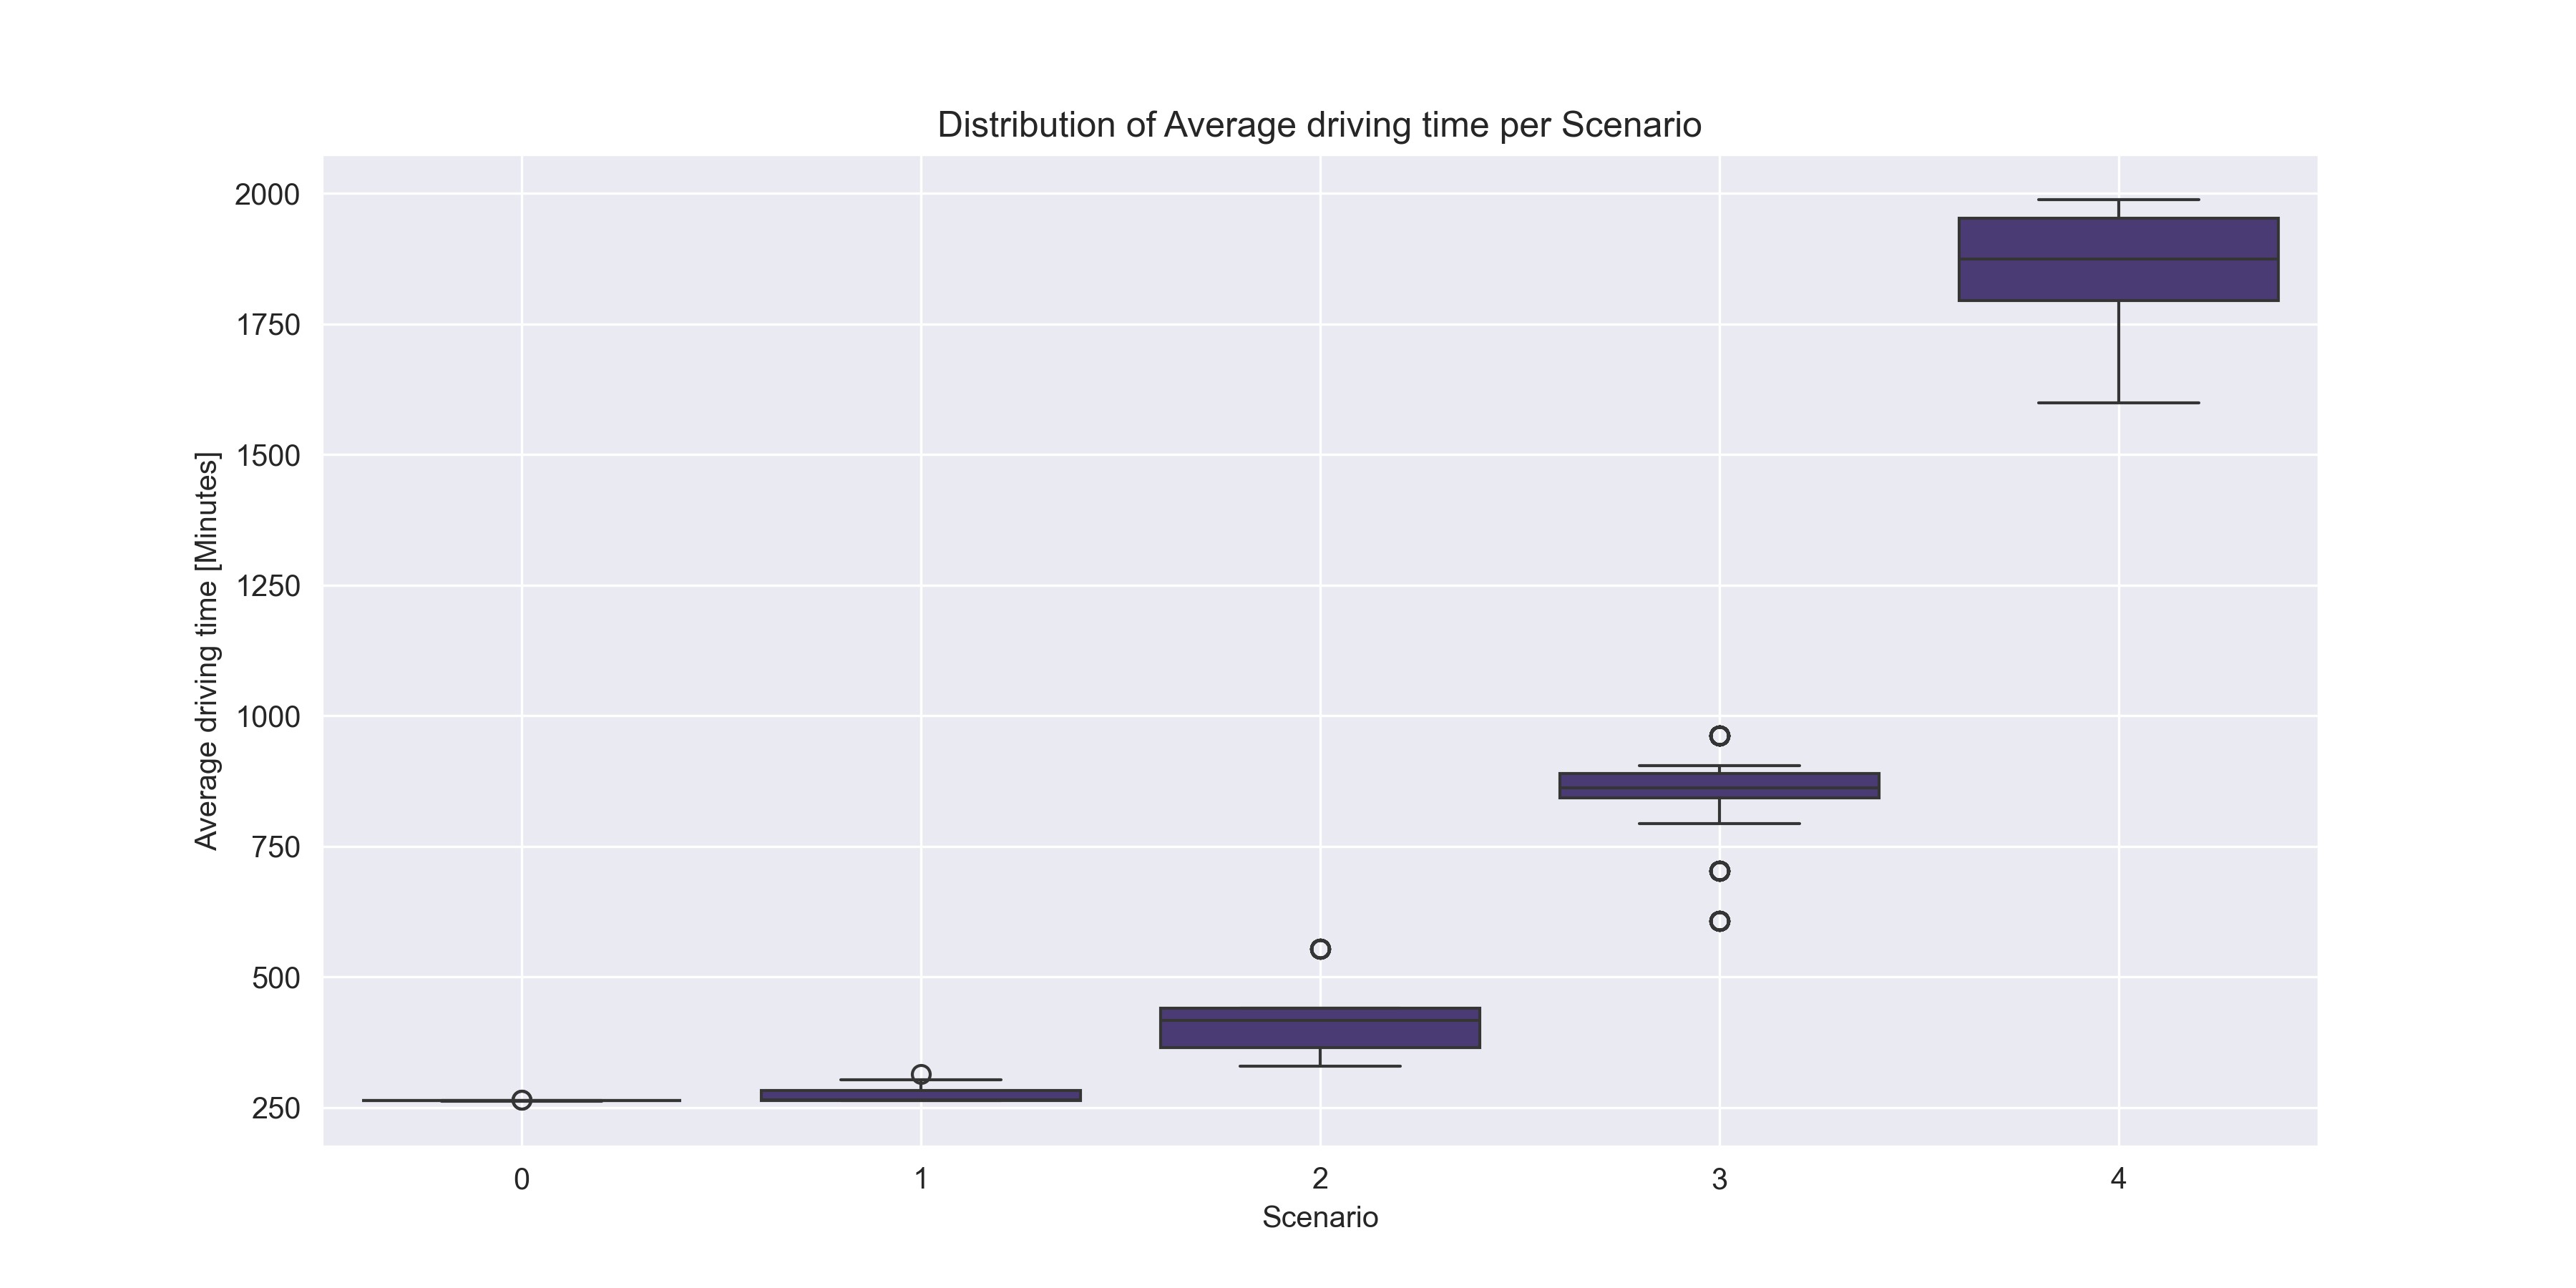 Distribution of Average driving time per Scenario
2000
1750
1500
1250
1000
750
500
250
Average driving time [Minutes]
0 1 2 3 4
Scenario